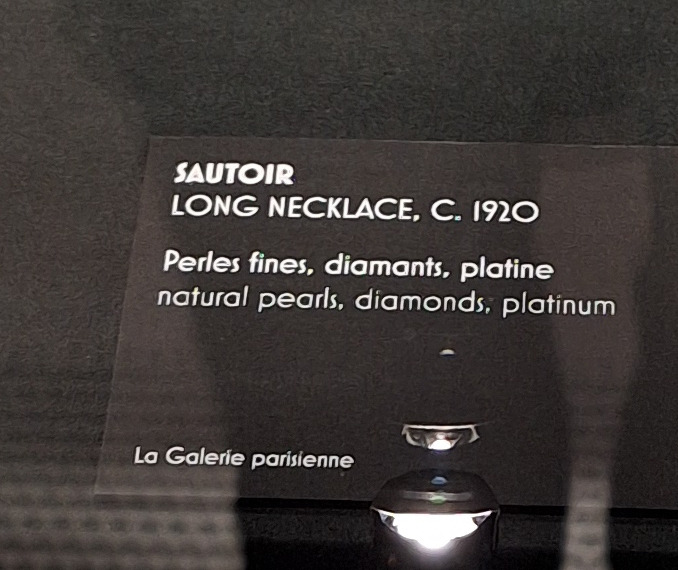 SAUTOIR
LONG NECKLACE, C. 1920
Perles fines, diamants, platine
natural pearls, diamonds, platinum
La Galerie parisienne